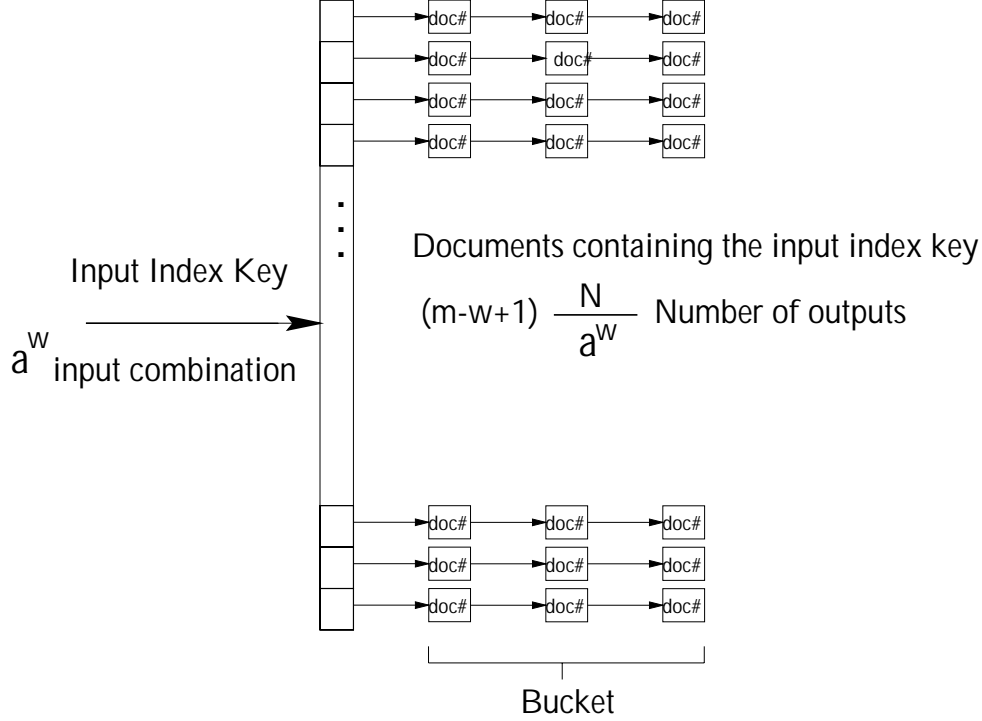 doc# doc# doc#
doc# doc# doc#
doc# doc# doc#
doc# doc# doc#
Documents containing the input index key
Input Index Key
(m-w+1) N/a^w Number of outputs
a^w input combination
doc# doc# doc#
doc# doc# doc#
doc# doc# doc#
Bucket